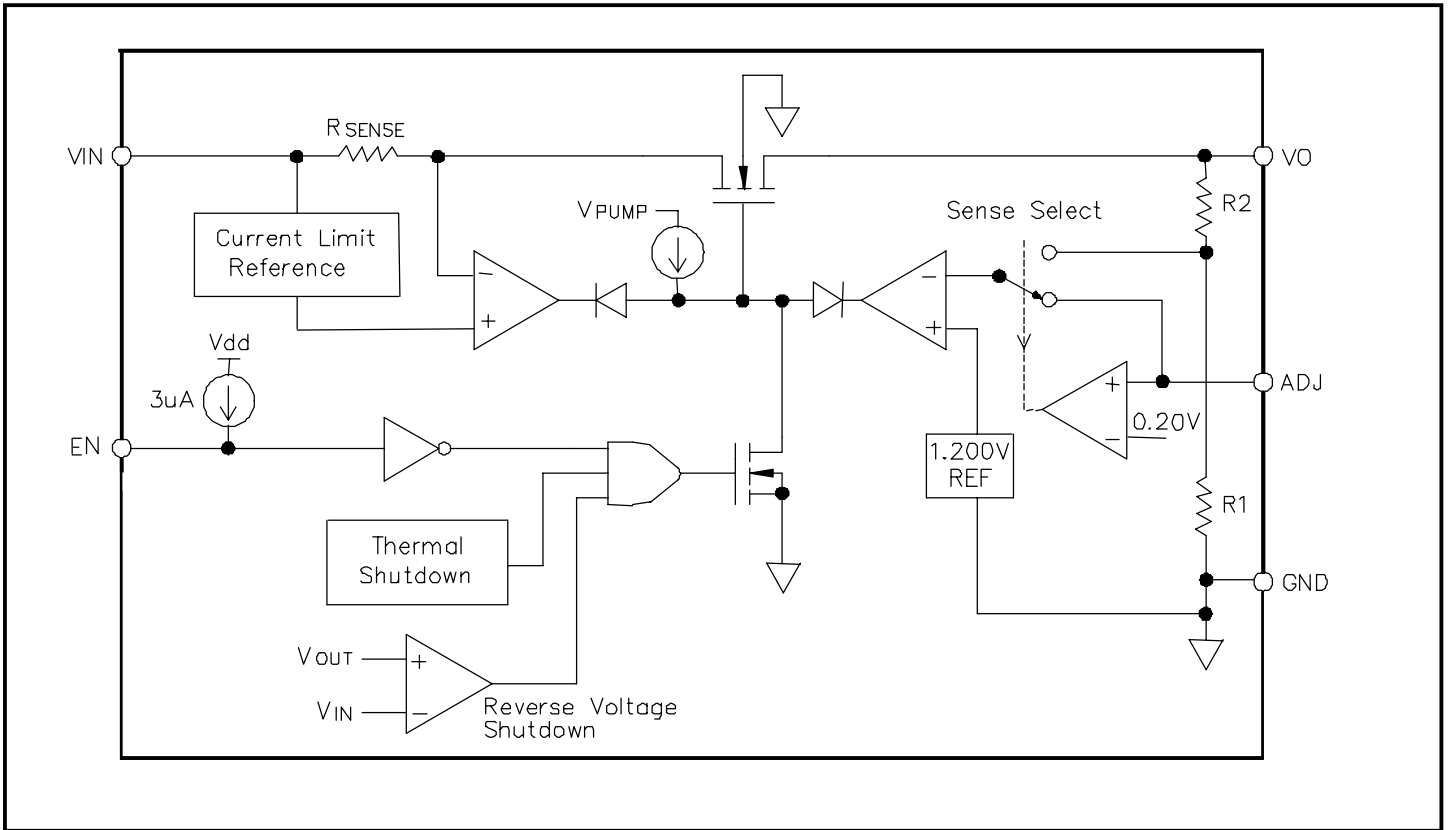 RSENSE
VIN
VO
VPUMP
Sense Select
R2
Current Limit
Reference
−
+
−
+
Vdd
3uA
EN
ADJ
+
−
0.20V
1.200V
REF
R1
Thermal
Shutdown
GND
VOUT
+
VIN
−
Reverse Voltage
Shutdown